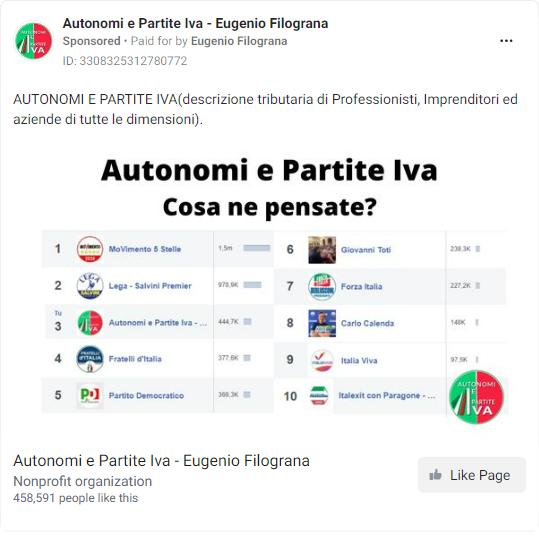 Autonomi e Partite Iva - Eugenio Filograna
Sponsored • Paid for by Eugenio Filograna
ID: 3308325312780772
AUTONOMI E PARTITE IVA(descrizione tributaria di Professionisti, Imprenditori ed
aziende di tutte le dimensioni).
Autonomi e Partite Iva
Cosa ne pensate?
1 MoVimento 5 Stelle 1,5m
2 Lega - Salvini Premier 978,9K
Tu
3 Autonomi e Partite Iva - ... 444,7K
4 Fratelli d'Italia 377,6K
5 Partito Democratico 369,3K
6 Giovanni Toti 238,3K
7 Forza Italia 227,2K
8 Carlo Calenda 148K
9 Italia Viva 97,5K
10 Italexit con Paragone - ...
AUTONOMI
E
PARTITE
IVA
Autonomi e Partite Iva - Eugenio Filograna
Nonprofit organization
458,591 people like this
Like Page